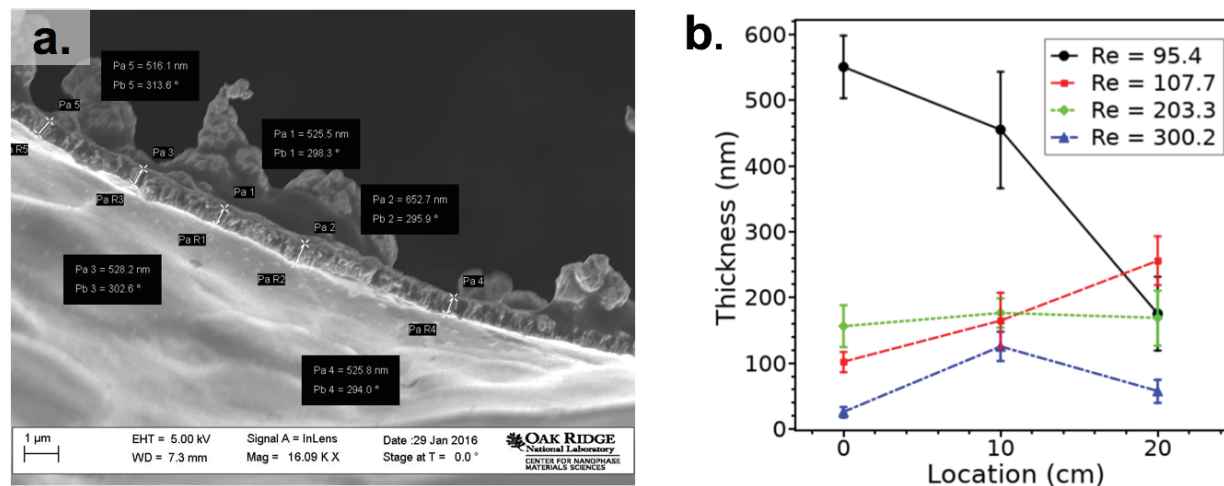 a.
Pa 5 = 516.1 nm
Pb 5 = 313.6 °
Pa 5
Pa 1 = 525.5 nm
Pb 1 = 298.3 °
a R5
Pa 3
Pa R3
Pa 1
Pa 2 = 652.7 nm
Pb 2 = 295.9 °
Pa R1
Pa 2
Pa 3 = 528.2 nm
Pb 3 = 302.6 °
Pa R2
Pa 4
Pa R4
Pa 4 = 525.8 nm
Pb 4 = 294.0 °
1 µm
EHT = 5.00 kV
WD = 7.3 mm
Signal A = InLens
Mag = 16.09 K X
Date :29 Jan 2016
Stage at T = 0.0 °
OAK RIDGE
National Laboratory
CENTER FOR NANOPHASE
MATERIALS SCIENCES
b.
Thickness (nm)
600
500
400
300
200
100
0
Re = 95.4
Re = 107.7
Re = 203.3
Re = 300.2
0 10 20
Location (cm)